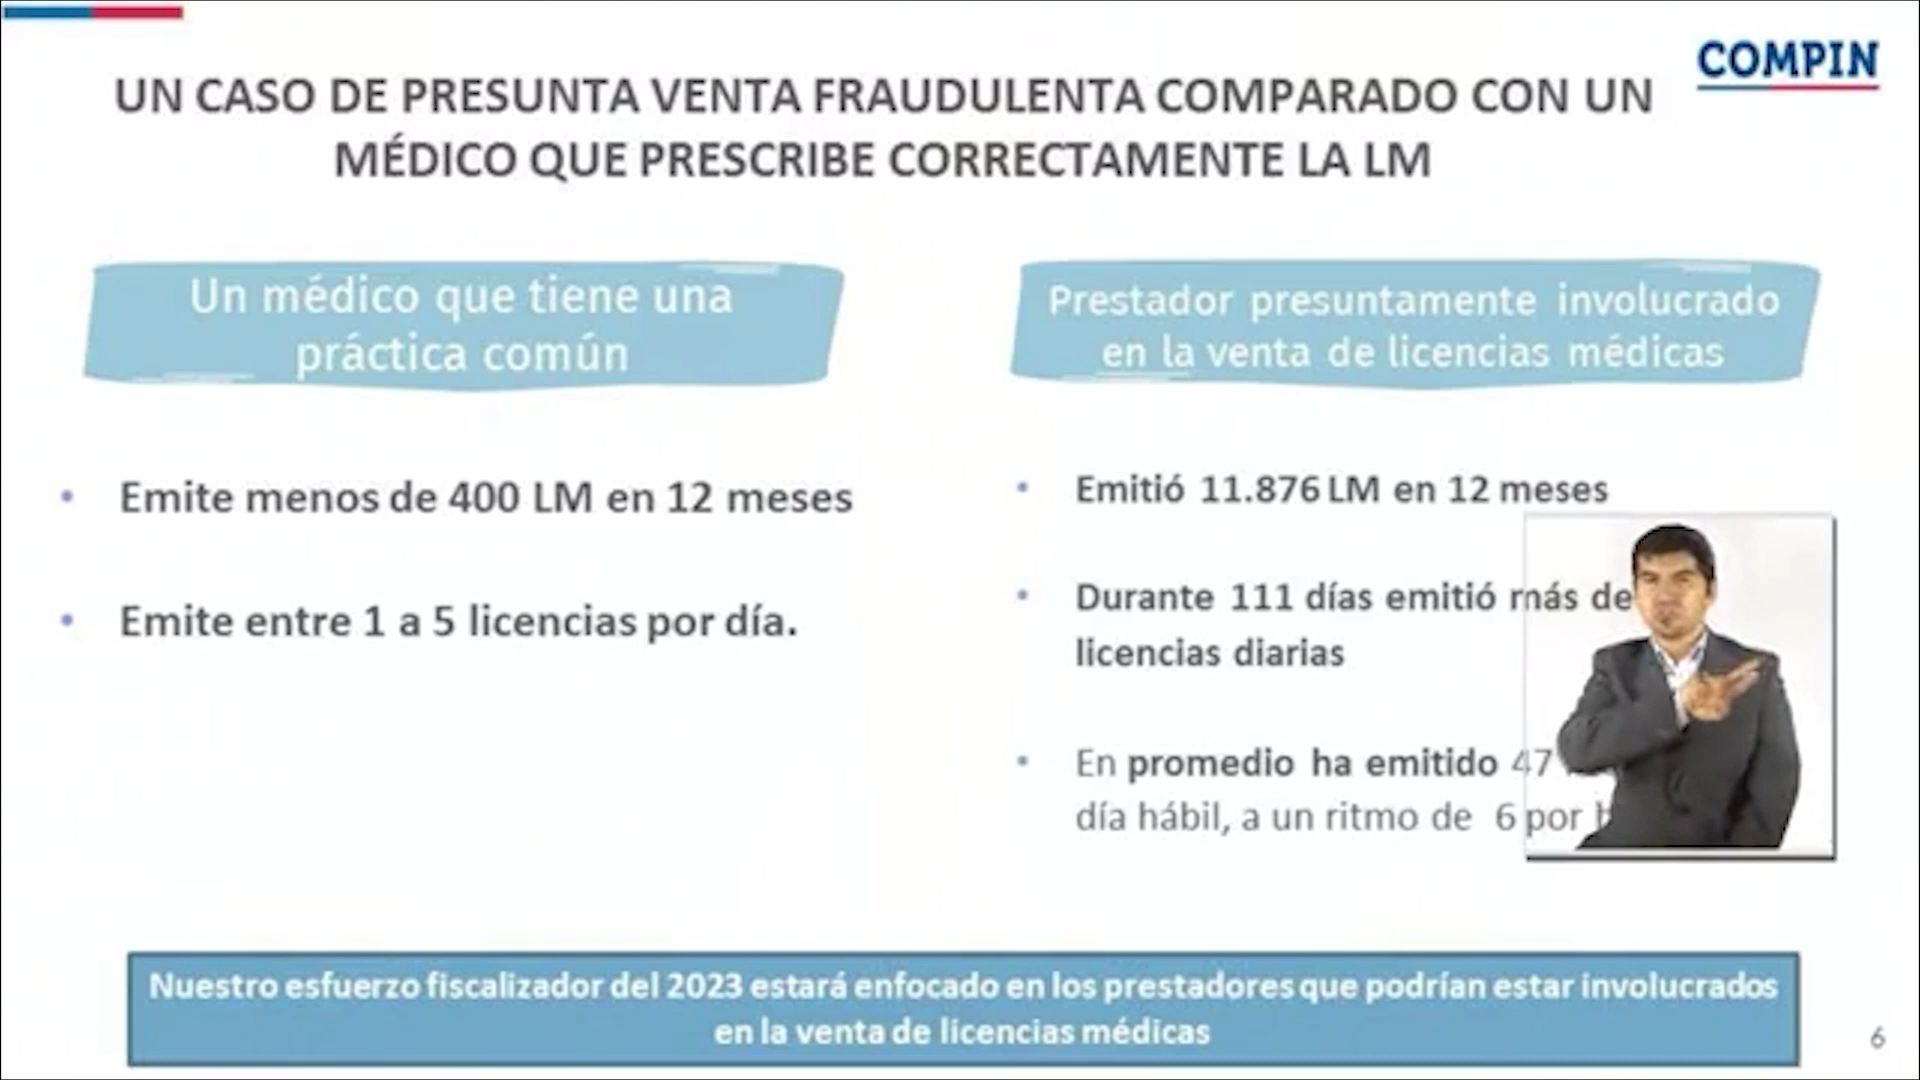 COMPIN
UN CASO DE PRESUNTA VENTA FRAUDULENTA COMPARADO CON UN
MÉDICO QUE PRESCRIBE CORRECTAMENTE LA LM
Un médico que tiene una
práctica común
• Emite menos de 400 LM en 12 meses
• Emite entre 1 a 5 licencias por día.
Prestador presuntamente involucrado
en la venta de licencias médicas
• Emitió 11.876 LM en 12 meses
• Durante 111 días emitió más de
licencias diarias
• En promedio ha emitido 47
día hábil, a un ritmo de 6 por
Nuestro esfuerzo fiscalizador del 2023 estará enfocado en los prestadores que podrían estar involucrados
en la venta de licencias médicas
6